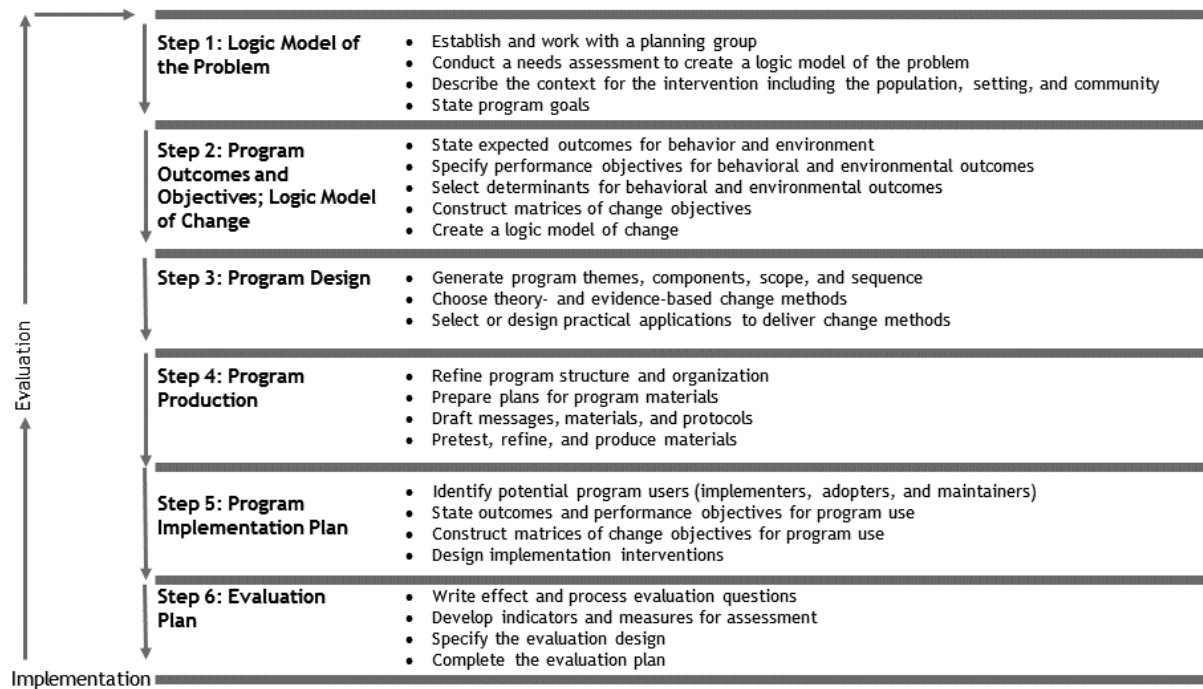 Step 1: Logic Model of
the Problem
• Establish and work with a planning group
• Conduct a needs assessment to create a logic model of the problem
• Describe the context for the intervention including the population, setting, and community
• State program goals
Step 2: Program
Outcomes and
Objectives; Logic Model
of Change
• State expected outcomes for behavior and environment
• Specify performance objectives for behavioral and environmental outcomes
• Select determinants for behavioral and environmental outcomes
• Construct matrices of change objectives
• Create a logic model of change
Step 3: Program Design
• Generate program themes, components, scope, and sequence
• Choose theory- and evidence-based change methods
• Select or design practical applications to deliver change methods
Evaluation
Step 4: Program
Production
• Refine program structure and organization
• Prepare plans for program materials
• Draft messages, materials, and protocols
• Pretest, refine, and produce materials
Step 5: Program
Implementation Plan
• Identify potential program users (implementers, adopters, and maintainers)
• State outcomes and performance objectives for program use
• Construct matrices of change objectives for program use
• Design implementation interventions
Step 6: Evaluation
Plan
• Write effect and process evaluation questions
• Develop indicators and measures for assessment
• Specify the evaluation design
• Complete the evaluation plan
Implementation